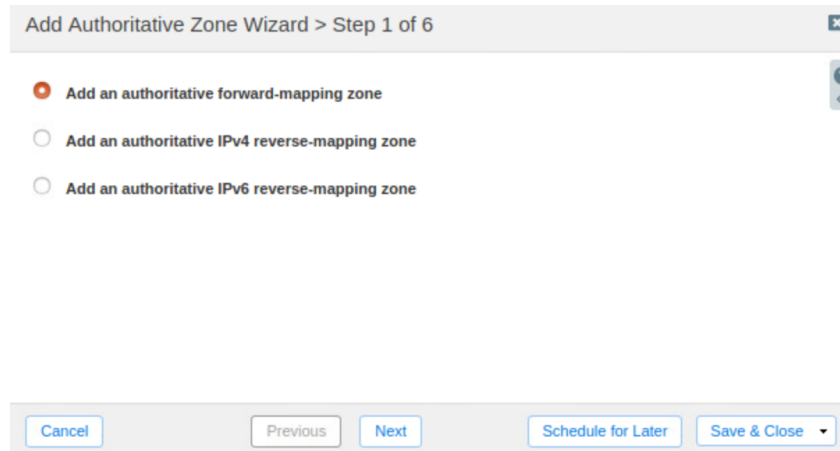 Add Authoritative Zone Wizard > Step 1 of 6
Add an authoritative forward-mapping zone
Add an authoritative IPv4 reverse-mapping zone
Add an authoritative IPv6 reverse-mapping zone
Cancel
Previous
Next
Schedule for Later
Save & Close